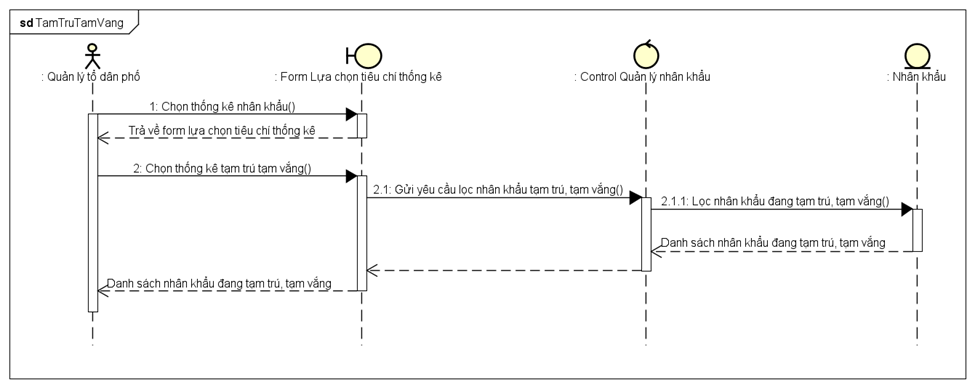 sd TamTruTamVang
: Quản lý tổ dân phố
: Form Lựa chọn tiêu chí thống kê
: Control Quản lý nhân khẩu
: Nhân khẩu
1: Chọn thống kê nhân khẩu()
Trả về form lựa chọn tiêu chí thống kê
2: Chọn thống kê tạm trú tạm vắng()
2.1: Gửi yêu cầu lọc nhân khẩu tạm trú, tạm vắng()
2.1.1: Lọc nhân khẩu đang tạm trú, tạm vắng()
Danh sách nhân khẩu đang tạm trú, tạm vắng
Danh sách nhân khẩu đang tạm trú, tạm vắng